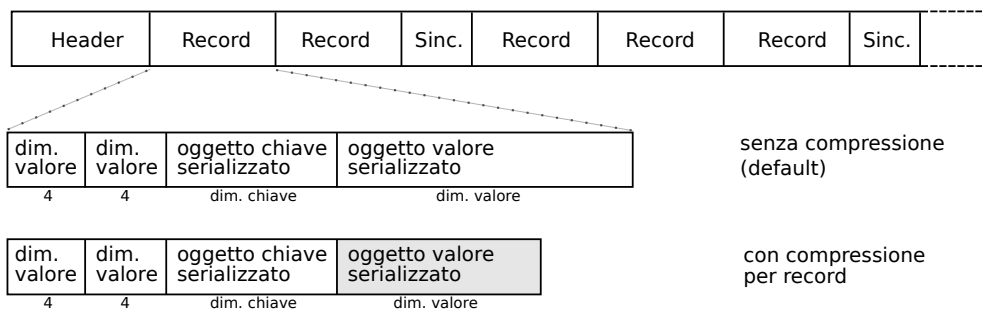 Header Record Record Sinc. Record Record Record Sinc.
dim. dim. oggetto chiave oggetto valore senza compressione
valore valore serializzato serializzato (default)
4 4 dim. chiave dim. valore
dim. dim. oggetto chiave oggetto valore con compressione
valore valore serializzato serializzato per record
4 4 dim. chiave dim. valore